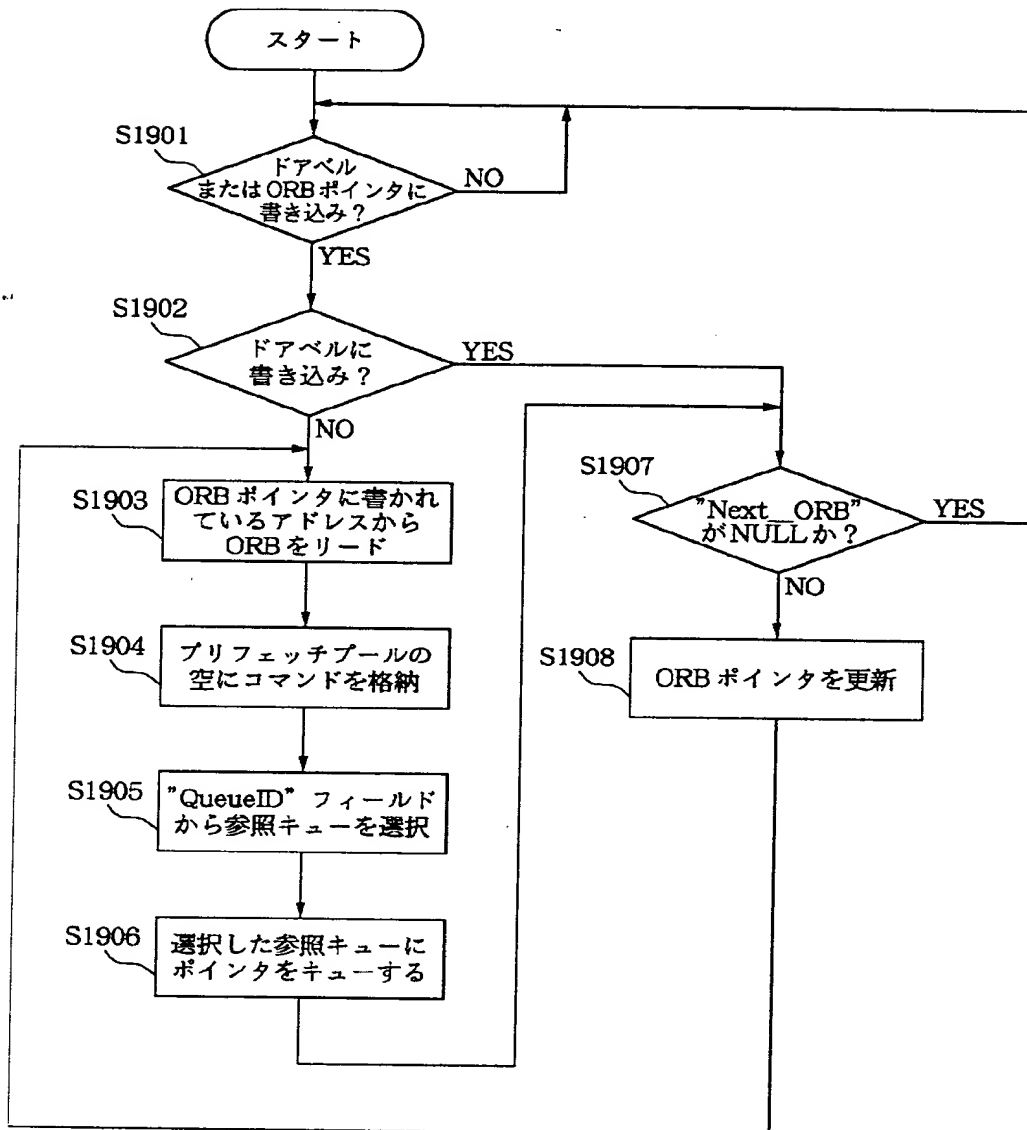 スタート
S1901
ドアベル
またはORBポインタに
書き込み?
NO
YES
S1902
ドアベルに
書き込み?
YES
NO
S1903
ORBポインタに書かれ
ているアドレスから
ORBをリード
S1904
プリフェッチプールの
空にコマンドを格納
S1905
”QueueID” フィールド
から参照キューを選択
S1906
選択した参照キューに
ポインタをキューする
S1907
”Next__ORB”
がNULLか?
YES
NO
S1908
ORBポインタを更新